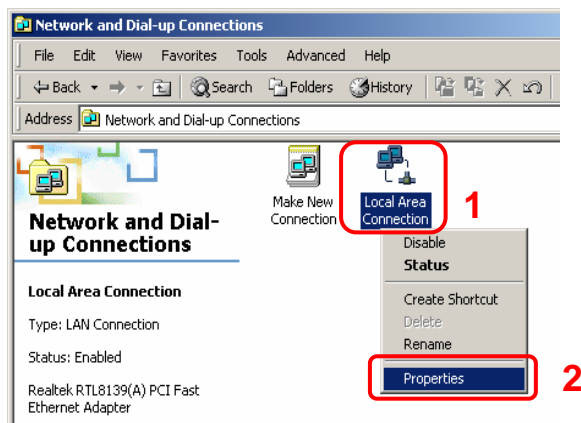 Network and Dial-up Connections
File Edit View Favorites Tools Advanced Help
Back Search Folders History
Address Network and Dial-up Connections
Make New
Connection
Local Area
Connection
1
Network and Dial-
up Connections
Local Area Connection
Type: LAN Connection
Status: Enabled
Realtek RTL8139(A) PCI Fast
Ethernet Adapter
Disable
Status
Create Shortcut
Delete
Rename
Properties
2